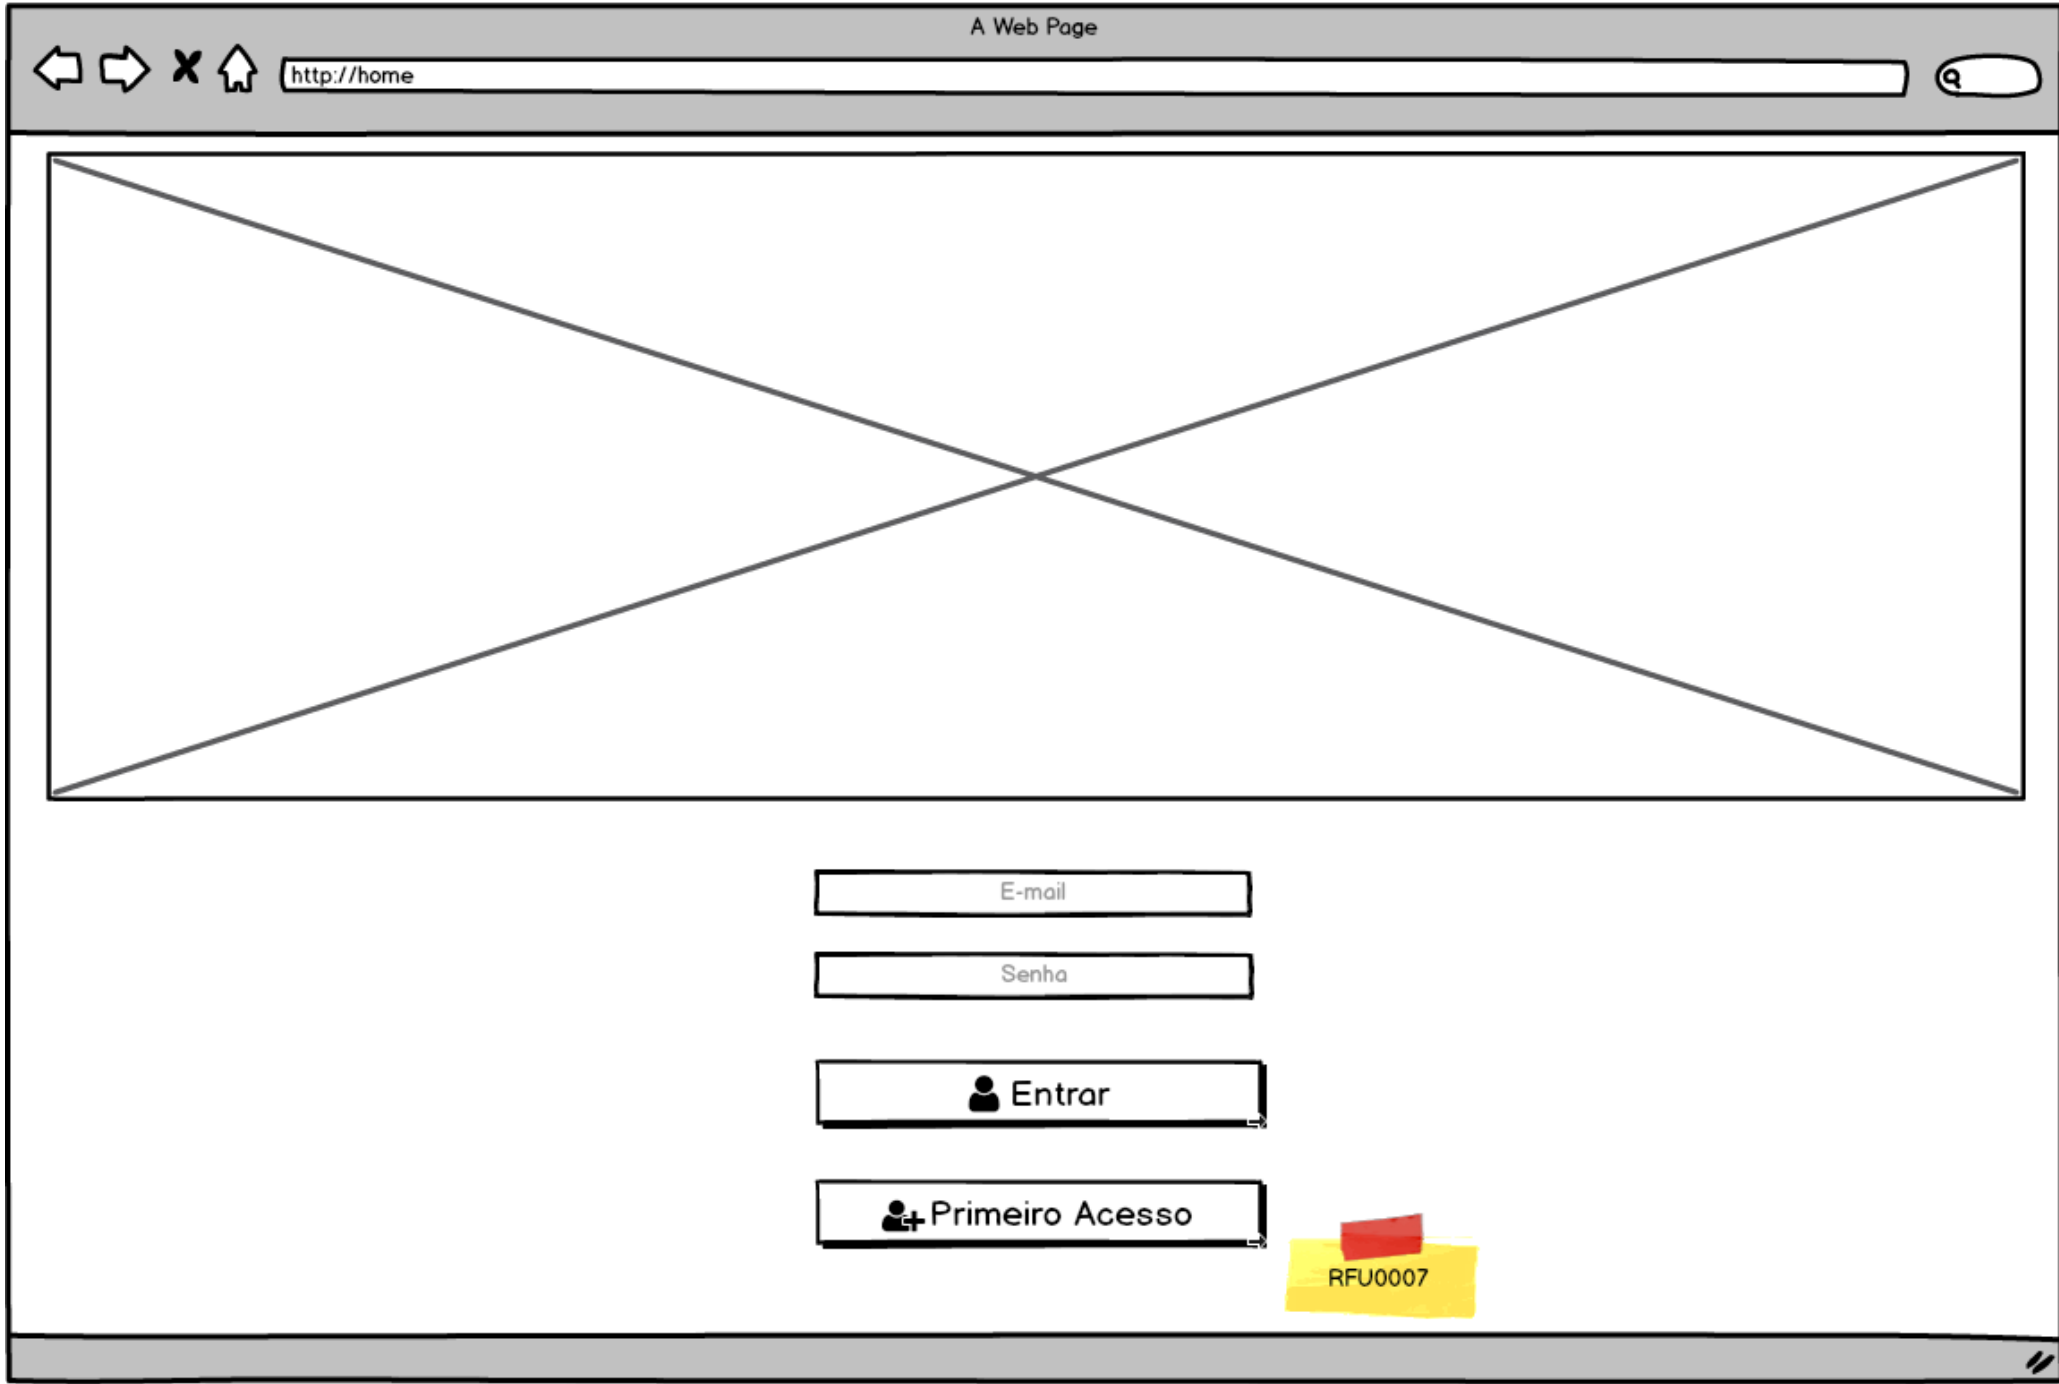 A Web Page
http://home
E-mail
Senha
Entrar
Primeiro Acesso
RFU0007